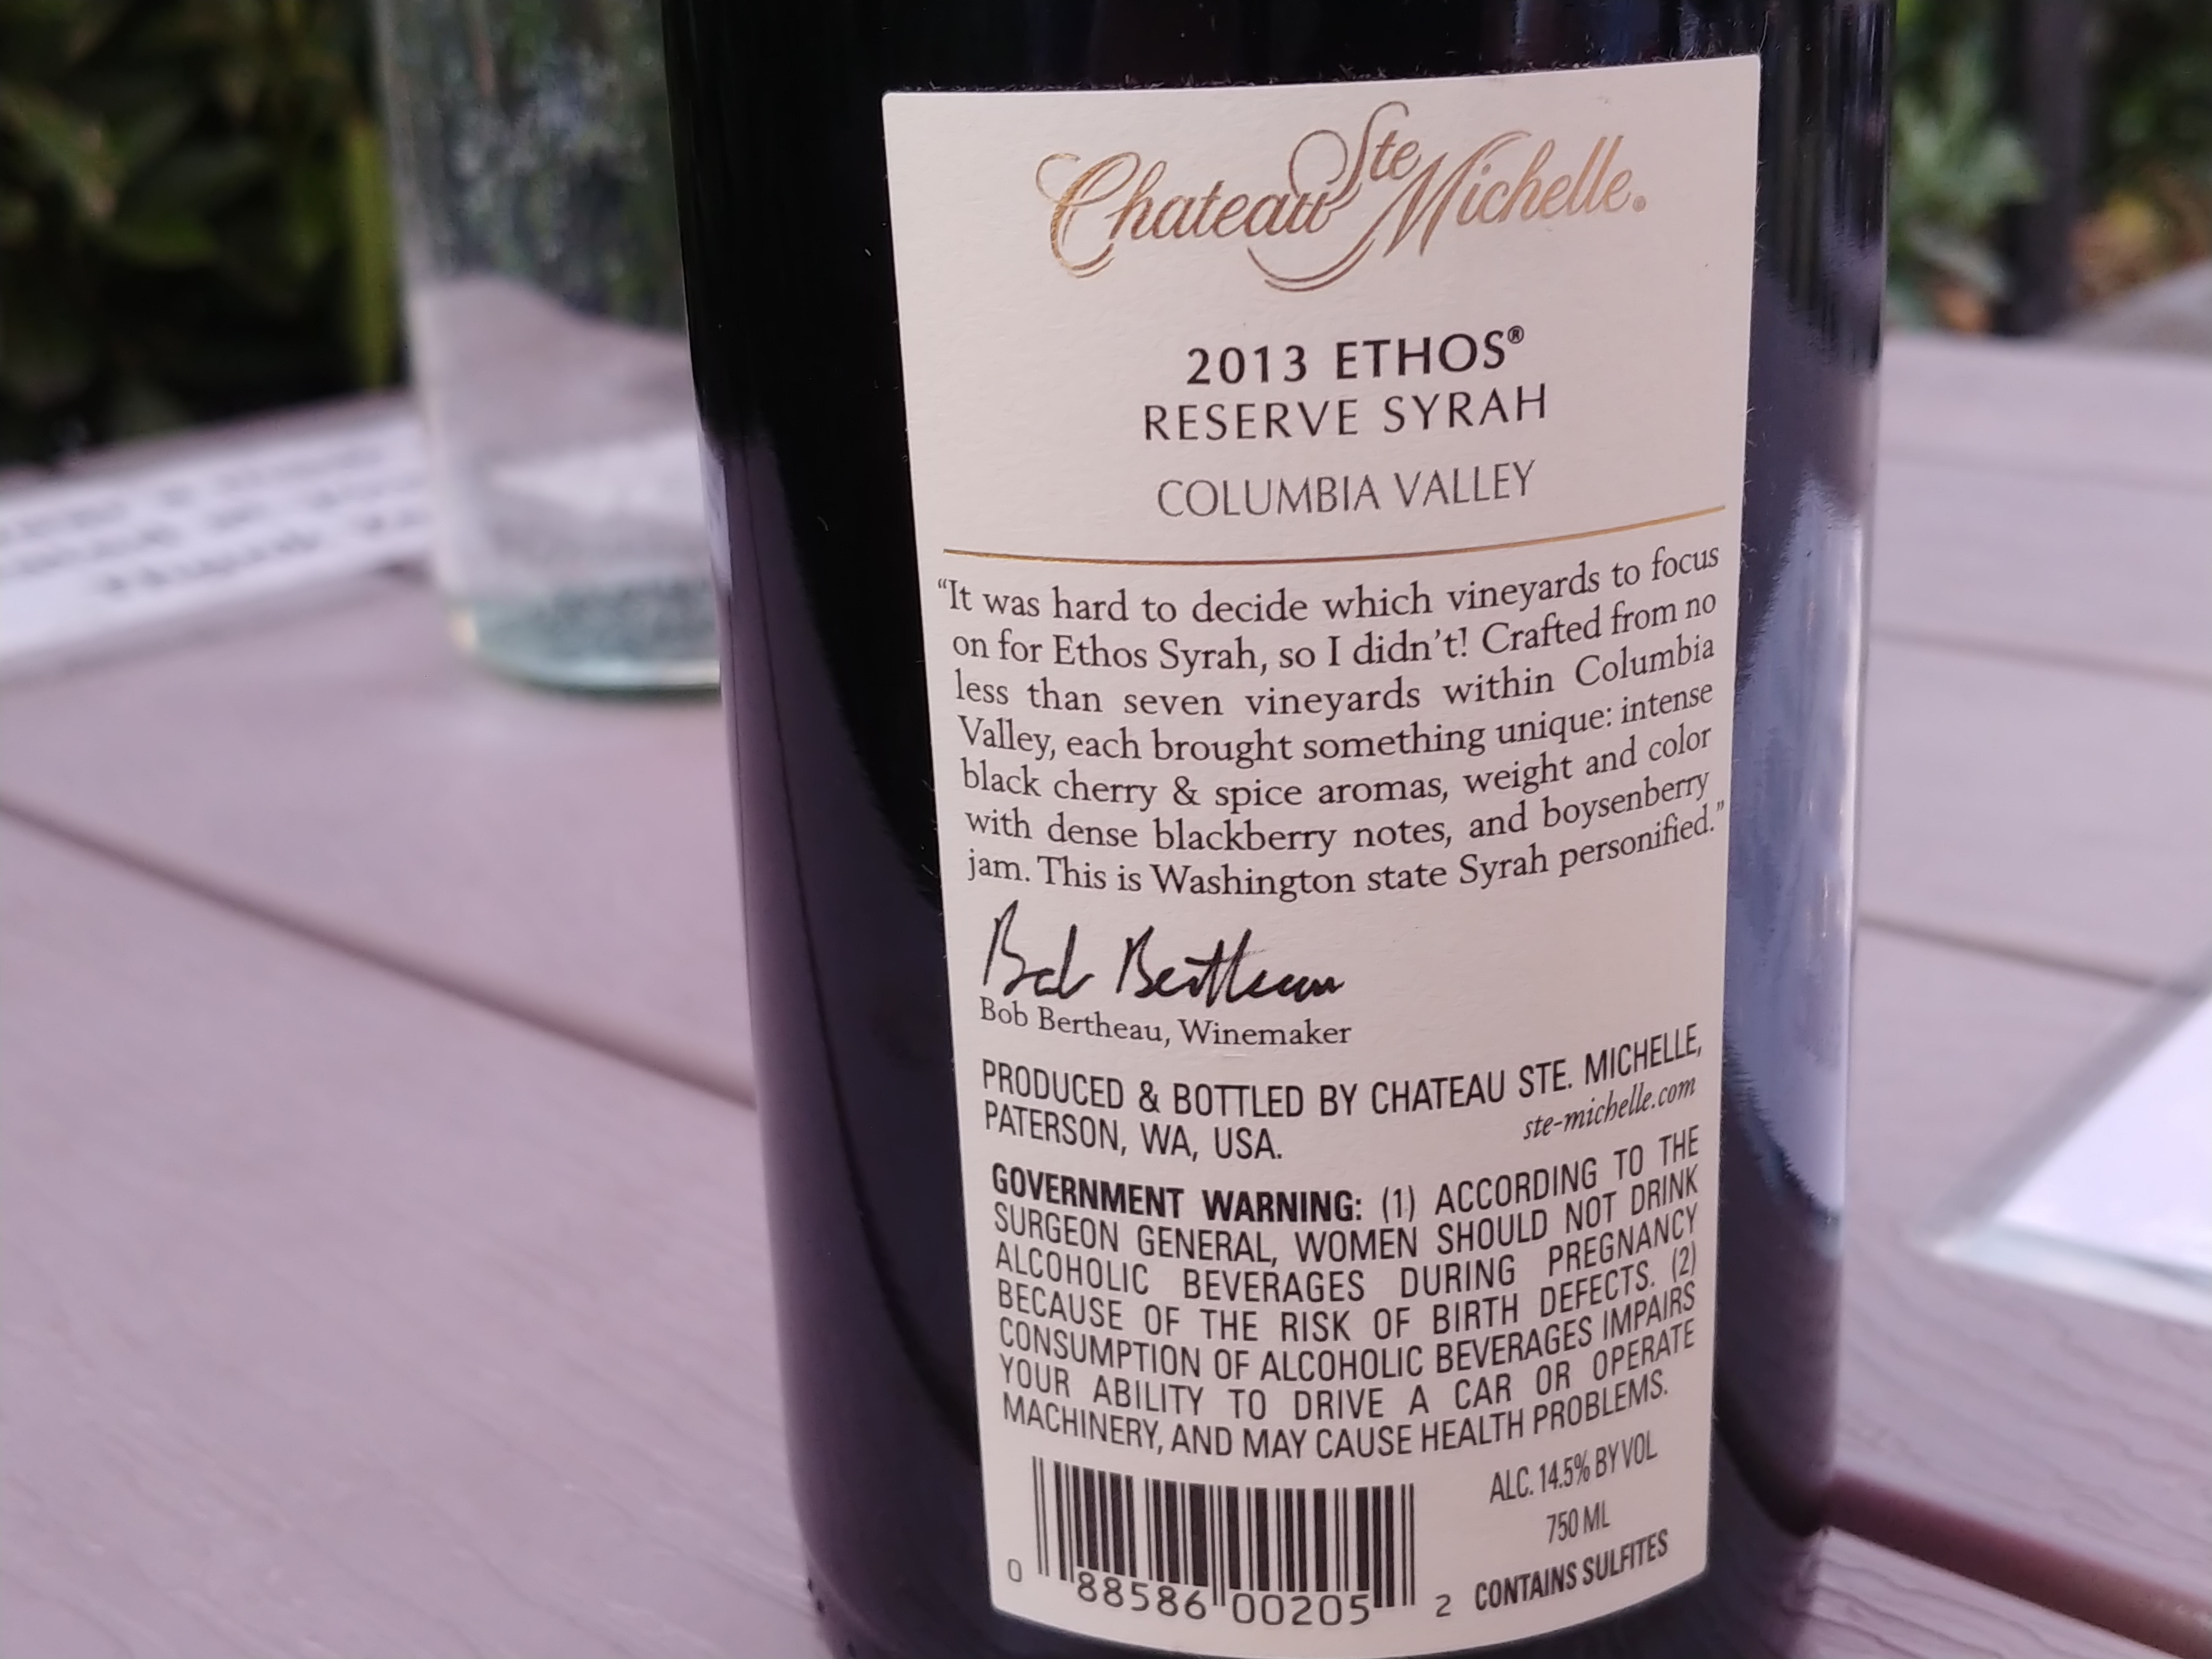 Chateau Ste Michelle®
2013 ETHOS®
RESERVE SYRAH
COLUMBIA VALLEY
“It was hard to decide which vineyards to focus
on for Ethos Syrah, so I didn’t! Crafted from no
less than seven vineyards within Columbia
Valley, each brought something unique: intense
black cherry & spice aromas, weight and color
with dense blackberry notes, and boysenberry
jam. This is Washington state Syrah personified.”
Bob Bertheau
Bob Bertheau, Winemaker
PRODUCED & BOTTLED BY CHATEAU STE. MICHELLE,
PATERSON, WA, USA.
ste-michelle.com
GOVERNMENT WARNING: (1) ACCORDING TO THE
SURGEON GENERAL, WOMEN SHOULD NOT DRINK
ALCOHOLIC BEVERAGES DURING PREGNANCY
BECAUSE OF THE RISK OF BIRTH DEFECTS. (2)
CONSUMPTION OF ALCOHOLIC BEVERAGES IMPAIRS
YOUR ABILITY TO DRIVE A CAR OR OPERATE
MACHINERY, AND MAY CAUSE HEALTH PROBLEMS.
ALC. 14.5% BY VOL
750 ML
CONTAINS SULFITES
0 88586 00205 2